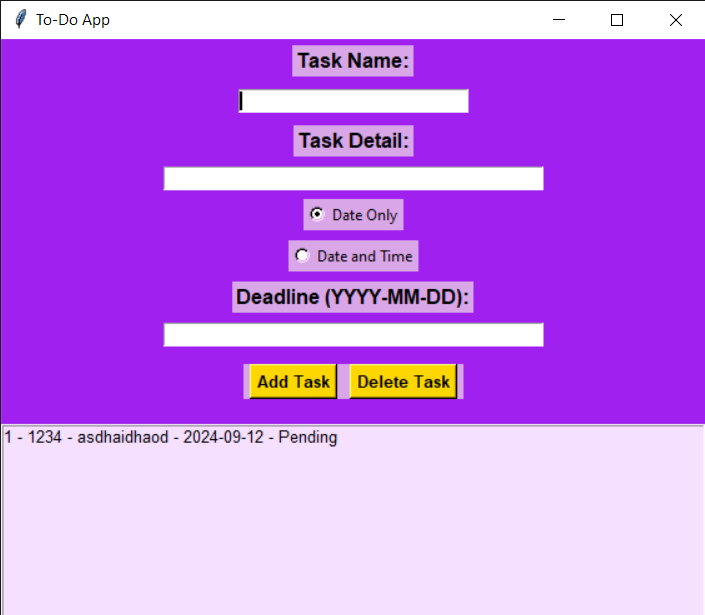 To-Do App
Task Name:
Task Detail:
Date Only
Date and Time
Deadline (YYYY-MM-DD):
Add Task Delete Task
1 - 1234 - asdhaidhaod - 2024-09-12 - Pending